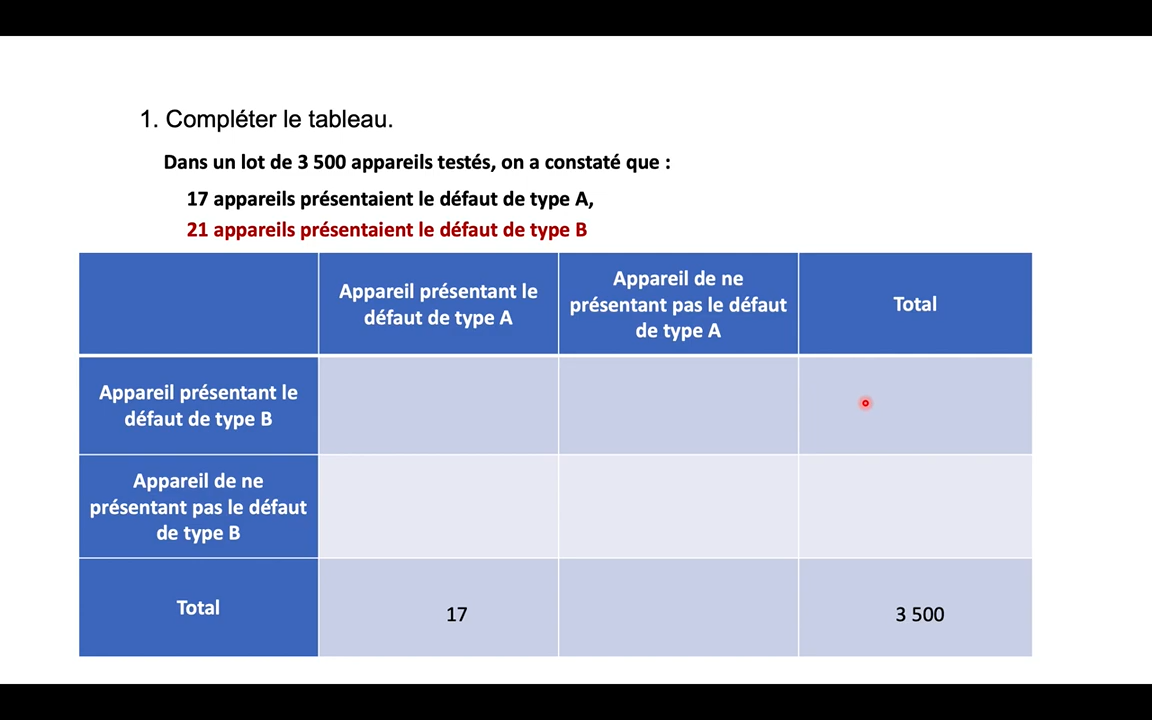 1. Compléter le tableau.
Dans un lot de 3 500 appareils testés, on a constaté que :
17 appareils présentaient le défaut de type A,
21 appareils présentaient le défaut de type B
Appareil présentant le
défaut de type A
Appareil de ne
présentant pas le défaut
de type A
Total
Appareil présentant le
défaut de type B
Appareil de ne
présentant pas le défaut
de type B
Total
17
3 500